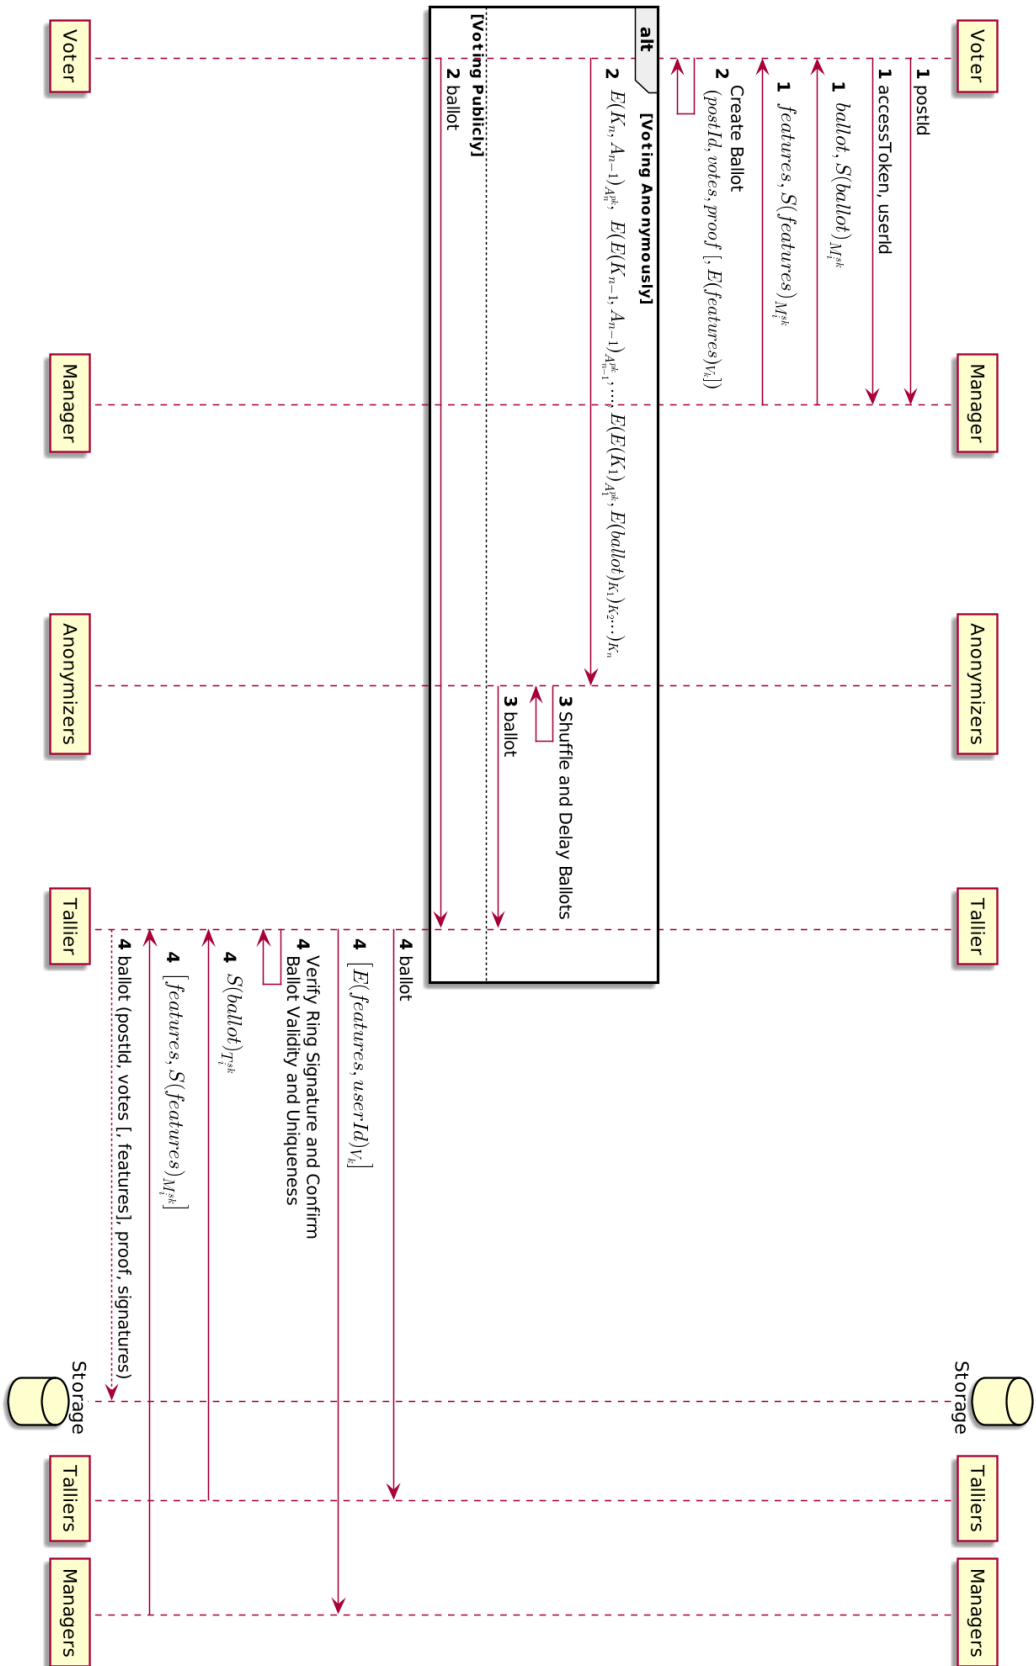 Voter
Manager
Anonymizers
Tallier
Storage
Talliers
Managers
1 postId
1 accessToken, userId
1 ballot, S(ballot)_{M_i^{sk}}
1 features, S(features)_{M_i^{sk}}
2 Create Ballot
(postId, votes, proof [, E(features)_{V_k}])
alt [Voting Anonymously]
2 E(K_n, A_{n-1})_{A_n^{pk}}, E(E(K_{n-1}, A_{n-1})_{A_{n-1}^{pk}}, ..., E(E(K_1)_{A_1^{pk}}, E(ballot)_{K_1})_{K_2}...)_{K_n}
3 Shuffle and Delay Ballots
3 ballot
[Voting Publicly]
2 ballot
4 ballot
4 [E(features, userId)_{V_k}]
4 Verify Ring Signature and Confirm
Ballot Validity and Uniqueness
4 S(ballot)_{T_i^{sk}}
4 [features, S(features)_{M_i^{sk}}]
4 ballot (postId, votes [, features], proof, signatures)
Voter
Manager
Anonymizers
Tallier
Storage
Talliers
Managers